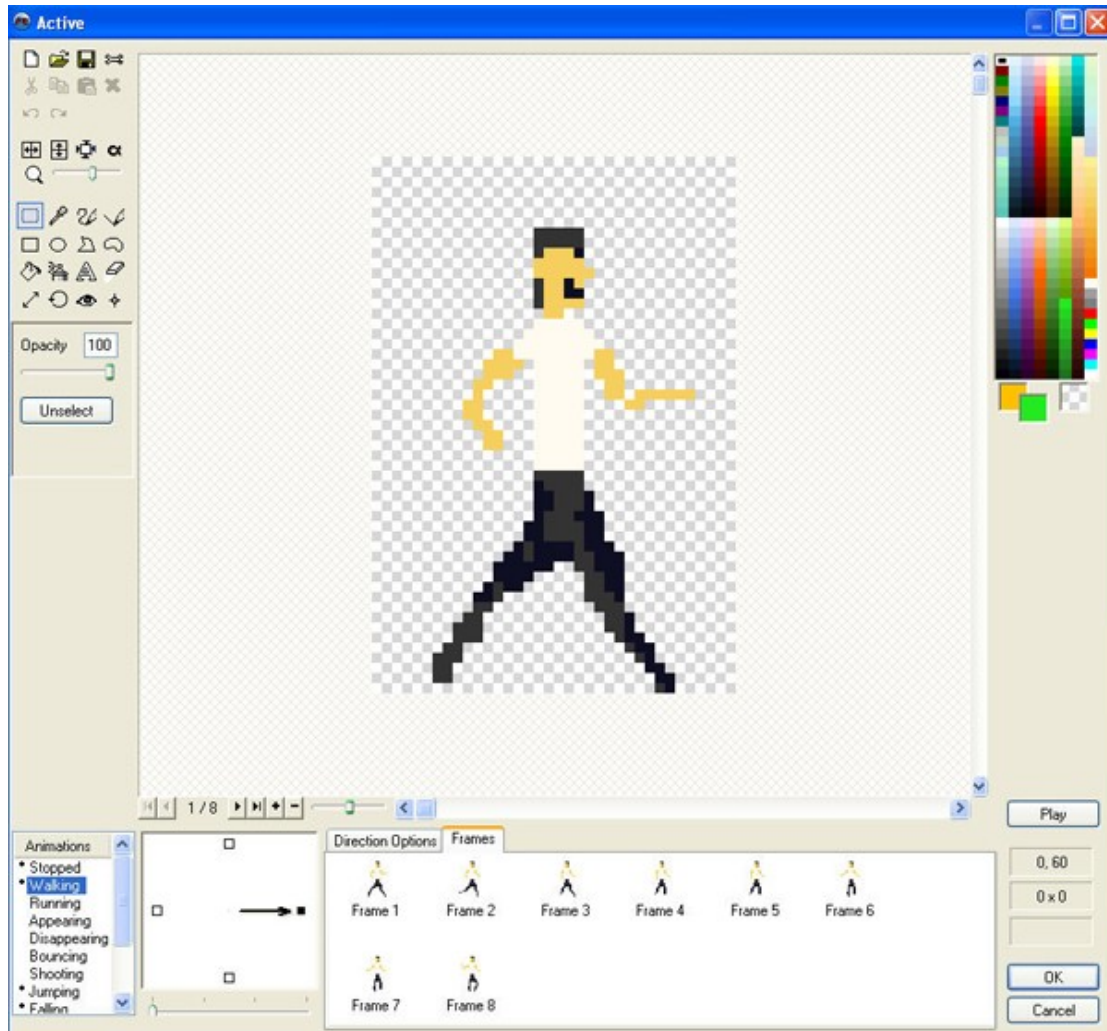 Active
Opacity 100
Unselect
1 / 8
Play
Animations
Stopped
Walking
Running
Appearing
Disappearing
Bouncing
Shooting
Jumping
Falling
Direction Options Frames
Frame 1 Frame 2 Frame 3 Frame 4 Frame 5 Frame 6
Frame 7 Frame 8
0, 60
0 x 0
OK
Cancel